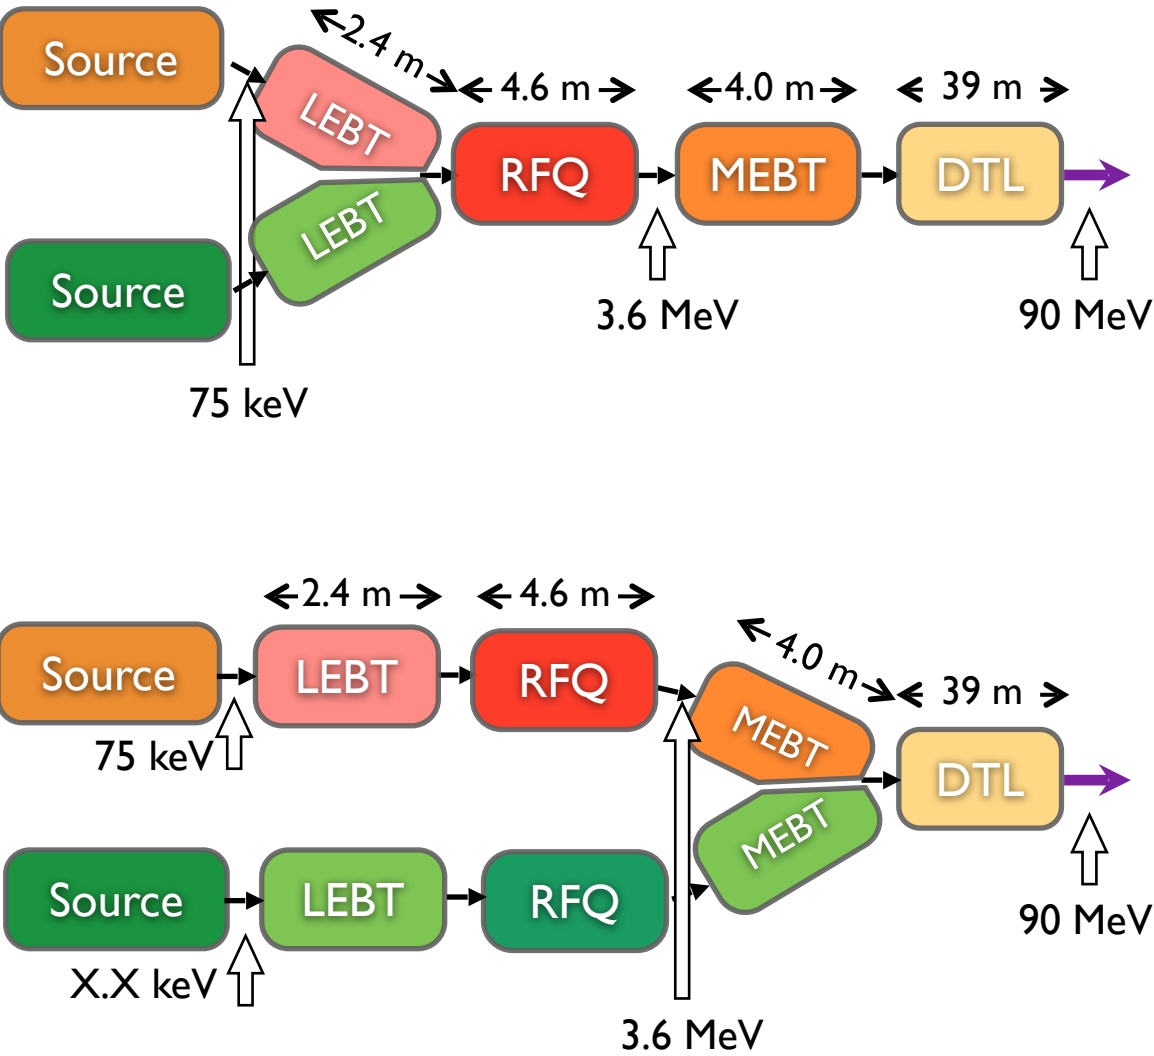 Source
2.4 m
4.6 m
4.0 m
39 m
LEBT
RFQ
MEBT
DTL
LEBT
Source
3.6 MeV
90 MeV
75 keV
2.4 m
4.6 m
4.0 m
39 m
Source
LEBT
RFQ
MEBT
DTL
75 keV
MEBT
Source
LEBT
RFQ
90 MeV
X.X keV
3.6 MeV